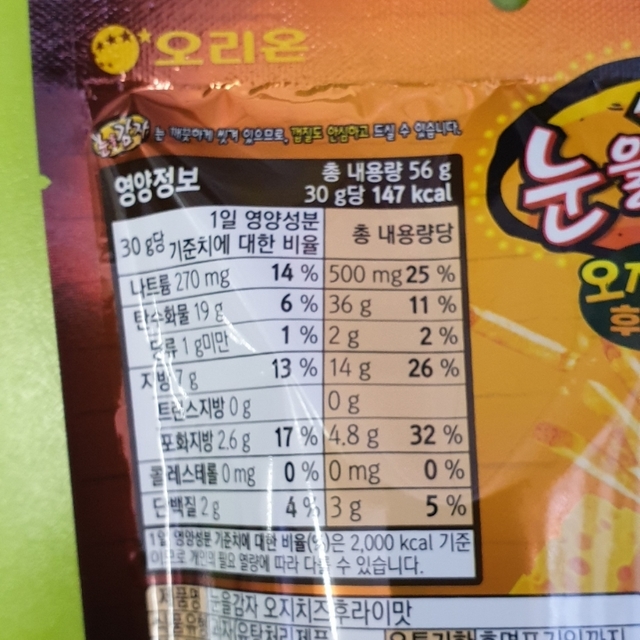 오리온
눈을감자 는 깨끗하게 씻겨 있으므로, 껍질도 안심하고 드실 수 있습니다.
눈을
영양정보
총 내용량 56 g
30 g당 147 kcal
30 g당 1일 영양성분 기준치에 대한 비율 총 내용량당
나트륨 270 mg 14 % 500 mg 25 %
탄수화물 19 g 6 % 36 g 11 %
당류 1 g미만 1 % 2 g 2 %
지방 7 g 13 % 14 g 26 %
트랜스지방 0 g 0 g
포화지방 2.6 g 17 % 4.8 g 32 %
콜레스테롤 0 mg 0 % 0 mg 0 %
단백질 2 g 4 % 3 g 5 %
1일 영양성분 기준치에 대한 비율(%)은 2,000 kcal 기준
이므로 개인의 필요 열량에 따라 다를 수 있습니다.
제품명 눈을감자 오지치즈후라이맛